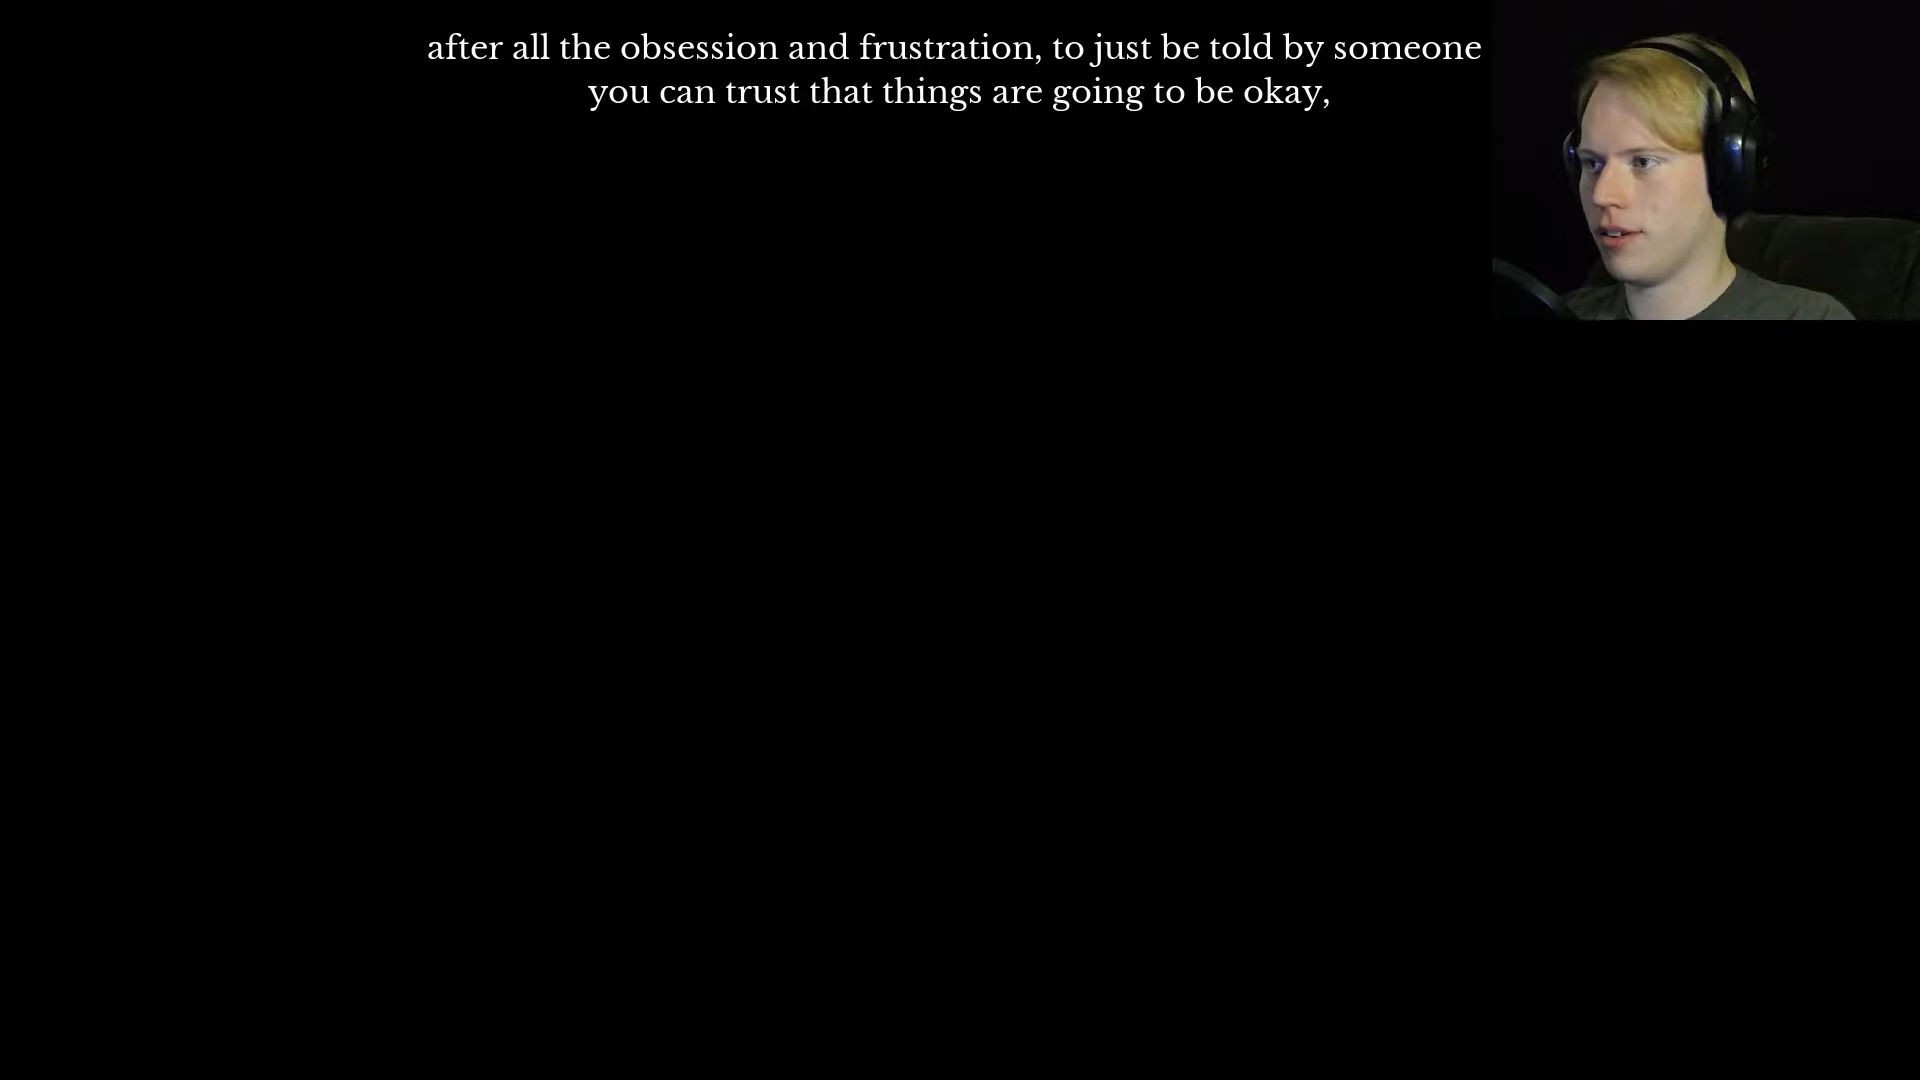 after all the obsession and frustration, to just be told by someone
you can trust that things are going to be okay,